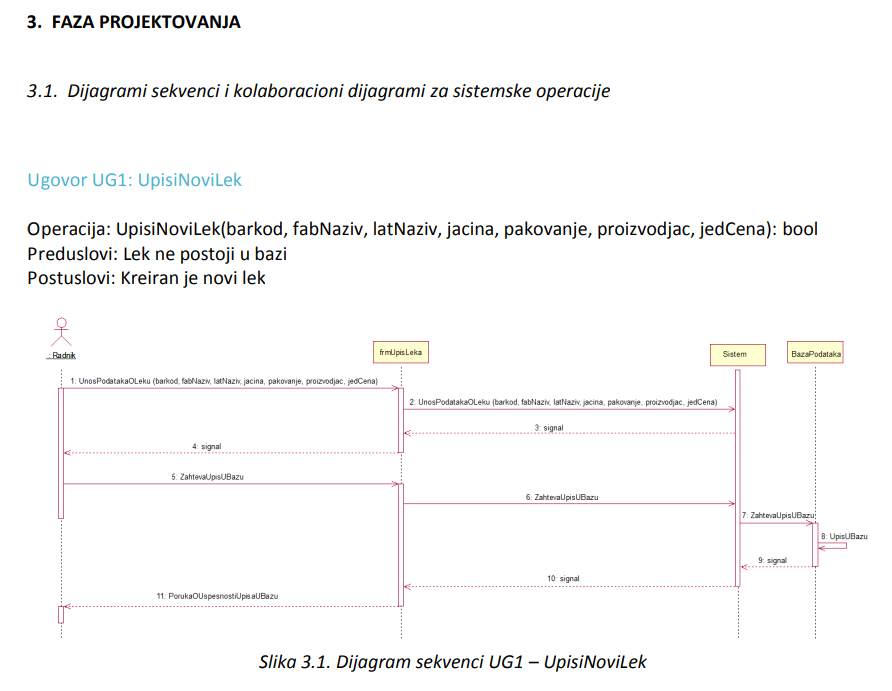 3. FAZA PROJEKTOVANJA
3.1. Dijagrami sekvenci i kolaboracioni dijagrami za sistemske operacije
Ugovor UG1: UpisiNoviLek
Operacija: UpisiNoviLek(barkod, fabNaziv, latNaziv, jacina, pakovanje, proizvodjac, jedCena): bool
Preduslovi: Lek ne postoji u bazi
Postuslovi: Kreiran je novi lek
: Radnik
frmUpisLeka
Sistem
BazaPodataka
1: UnosPodatakaOLeku (barkod, fabNaziv, latNaziv, jacina, pakovanje, proizvodjac, jedCena)
2: UnosPodatakaOLeku (barkod, fabNaziv, latNaziv, jacina, pakovanje, proizvodjac, jedCena)
3: signal
4: signal
5: ZahtevaUpisUBazu
6: ZahtevaUpisUBazu
7: ZahtevaUpisUBazu
8: UpisUBazu
9: signal
10: signal
11: PorukaOUspesnostiUpisaUBazu
Slika 3.1. Dijagram sekvenci UG1 – UpisiNoviLek